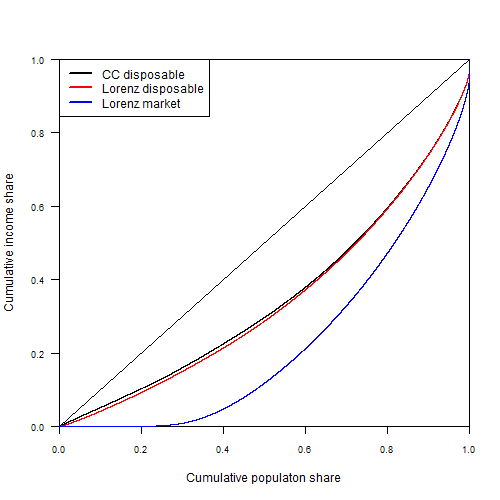 CC disposable
Lorenz disposable
Lorenz market
1.0
0.8
0.6
0.4
0.2
0.0
Cumulative income share
0.0 0.2 0.4 0.6 0.8 1.0
Cumulative populaton share